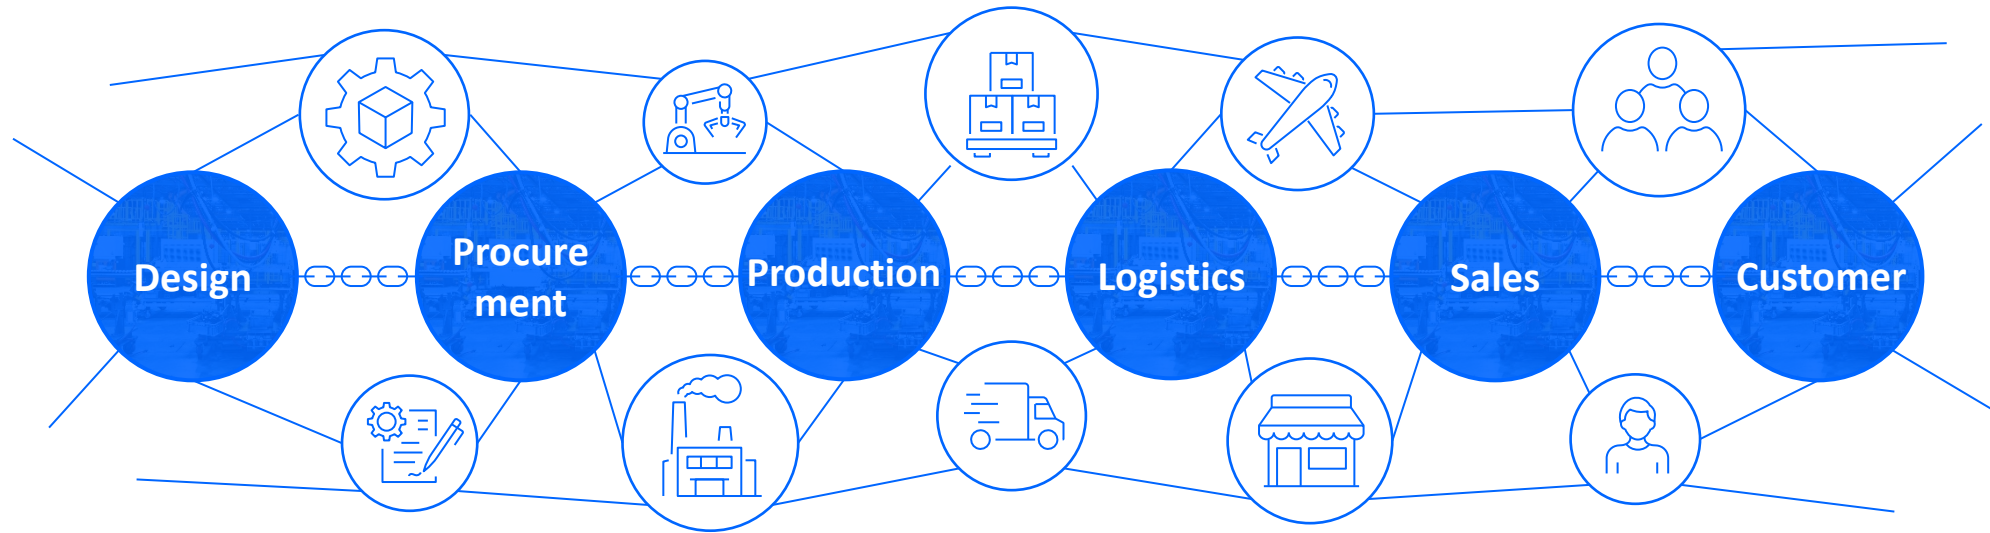 Design
Procure
ment
Production
Logistics
Sales
Customer